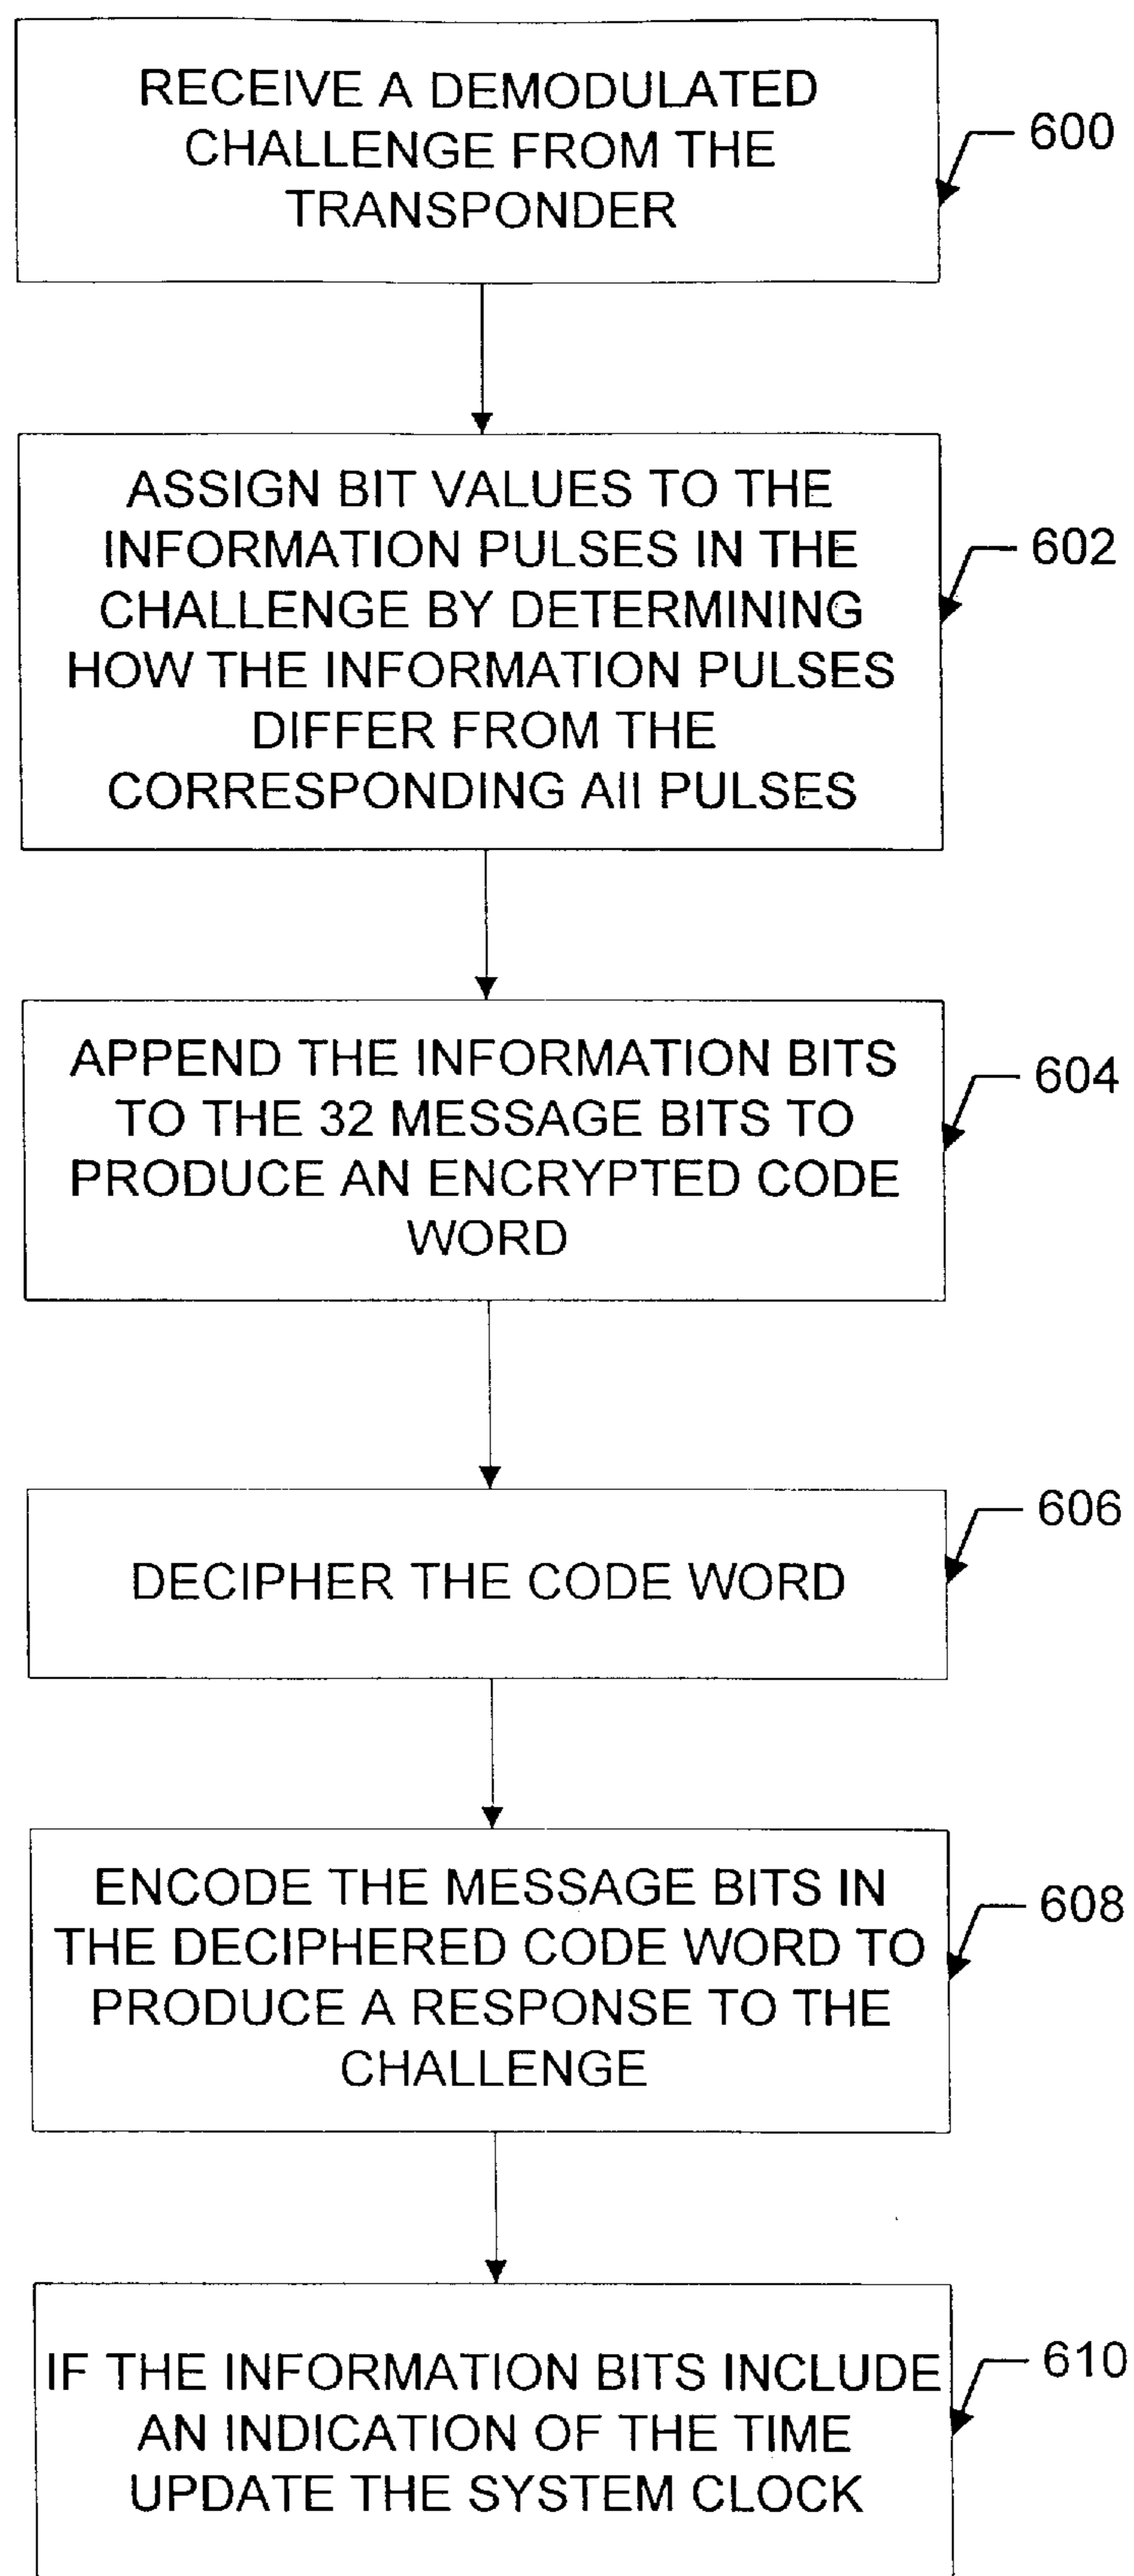 RECEIVE A DEMODULATED
CHALLENGE FROM THE
TRANSPONDER
600
ASSIGN BIT VALUES TO THE
INFORMATION PULSES IN THE
CHALLENGE BY DETERMINING
HOW THE INFORMATION PULSES
DIFFER FROM THE
CORRESPONDING AII PULSES
602
APPEND THE INFORMATION BITS
TO THE 32 MESSAGE BITS TO
PRODUCE AN ENCRYPTED CODE
WORD
604
DECIPHER THE CODE WORD
606
ENCODE THE MESSAGE BITS IN
THE DECIPHERED CODE WORD TO
PRODUCE A RESPONSE TO THE
CHALLENGE
608
IF THE INFORMATION BITS INCLUDE
AN INDICATION OF THE TIME
UPDATE THE SYSTEM CLOCK
610